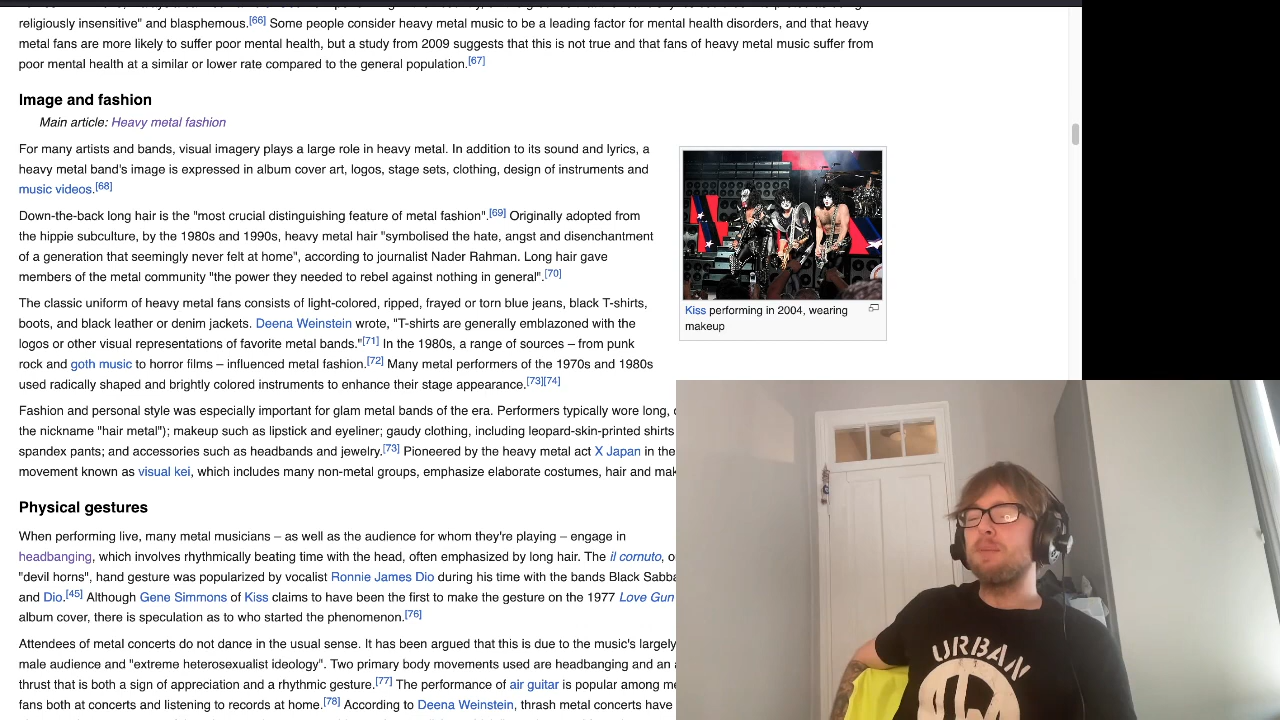 religiously insensitive" and blasphemous.[66] Some people consider heavy metal music to be a leading factor for mental health disorders, and that heavy
metal fans are more likely to suffer poor mental health, but a study from 2009 suggests that this is not true and that fans of heavy metal music suffer from
poor mental health at a similar or lower rate compared to the general population.[67]
Image and fashion
Main article: Heavy metal fashion
For many artists and bands, visual imagery plays a large role in heavy metal. In addition to its sound and lyrics, a
heavy metal band's image is expressed in album cover art, logos, stage sets, clothing, design of instruments and
music videos.[68]
Down-the-back long hair is the "most crucial distinguishing feature of metal fashion".[69] Originally adopted from
the hippie subculture, by the 1980s and 1990s, heavy metal hair "symbolised the hate, angst and disenchantment
of a generation that seemingly never felt at home", according to journalist Nader Rahman. Long hair gave
members of the metal community "the power they needed to rebel against nothing in general".[70]
The classic uniform of heavy metal fans consists of light-colored, ripped, frayed or torn blue jeans, black T-shirts,
boots, and black leather or denim jackets. Deena Weinstein wrote, "T-shirts are generally emblazoned with the
logos or other visual representations of favorite metal bands."[71] In the 1980s, a range of sources – from punk
rock and goth music to horror films – influenced metal fashion.[72] Many metal performers of the 1970s and 1980s
used radically shaped and brightly colored instruments to enhance their stage appearance.[73][74]
Kiss performing in 2004, wearing
makeup
Fashion and personal style was especially important for glam metal bands of the era. Performers typically wore long,
the nickname "hair metal"); makeup such as lipstick and eyeliner; gaudy clothing, including leopard-skin-printed shirts
spandex pants; and accessories such as headbands and jewelry.[73] Pioneered by the heavy metal act X Japan in the
movement known as visual kei, which includes many non-metal groups, emphasize elaborate costumes, hair and mak
Physical gestures
When performing live, many metal musicians – as well as the audience for whom they're playing – engage in
headbanging, which involves rhythmically beating time with the head, often emphasized by long hair. The il cornuto, o
"devil horns", hand gesture was popularized by vocalist Ronnie James Dio during his time with the bands Black Sabba
and Dio.[45] Although Gene Simmons of Kiss claims to have been the first to make the gesture on the 1977 Love Gun
album cover, there is speculation as to who started the phenomenon.[76]
Attendees of metal concerts do not dance in the usual sense. It has been argued that this is due to the music's largely
male audience and "extreme heterosexualist ideology". Two primary body movements used are headbanging and an
thrust that is both a sign of appreciation and a rhythmic gesture.[77] The performance of air guitar is popular among me
fans both at concerts and listening to records at home.[78] According to Deena Weinstein, thrash metal concerts have
URBAN